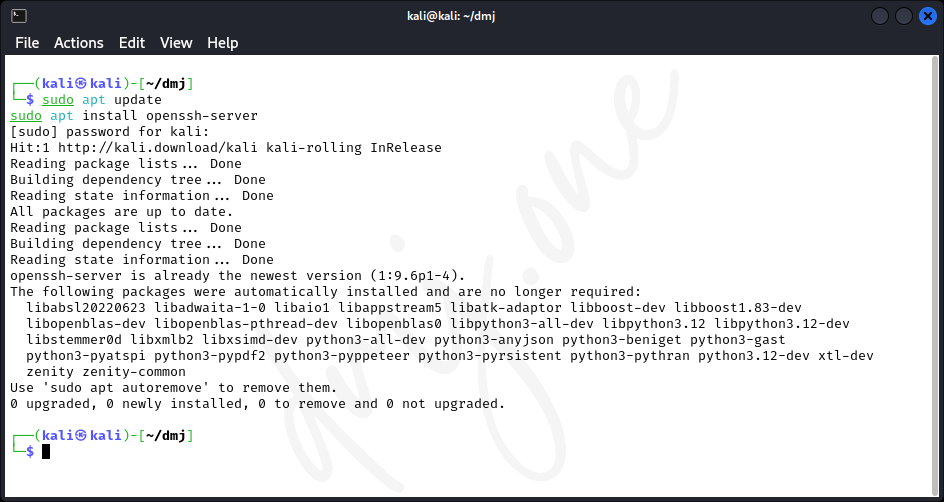 kali@kali: ~/dmj
File Actions Edit View Help
┌──(kali㉿kali)-[~/dmj]
└─$ sudo apt update
sudo apt install openssh-server
[sudo] password for kali:
Hit:1 http://kali.download/kali kali-rolling InRelease
Reading package lists... Done
Building dependency tree... Done
Reading state information... Done
All packages are up to date.
Reading package lists... Done
Building dependency tree... Done
Reading state information... Done
openssh-server is already the newest version (1:9.6p1-4).
The following packages were automatically installed and are no longer required:
  libabsl20220623 libadwaita-1-0 libaio1 libappstream5 libatk-adaptor libboost-dev libboost1.83-dev
  libopenblas-dev libopenblas-pthread-dev libopenblas0 libpython3-all-dev libpython3.12 libpython3.12-dev
  libstemmer0d libxmlb2 libxsimd-dev python3-all-dev python3-anyjson python3-beniget python3-gast
  python3-pyatspi python3-pypdf2 python3-pyppeteer python3-pyrsistent python3-pythran python3.12-dev xtl-dev
  zenity zenity-common
Use 'sudo apt autoremove' to remove them.
0 upgraded, 0 newly installed, 0 to remove and 0 not upgraded.
┌──(kali㉿kali)-[~/dmj]
└─$
dmj.one